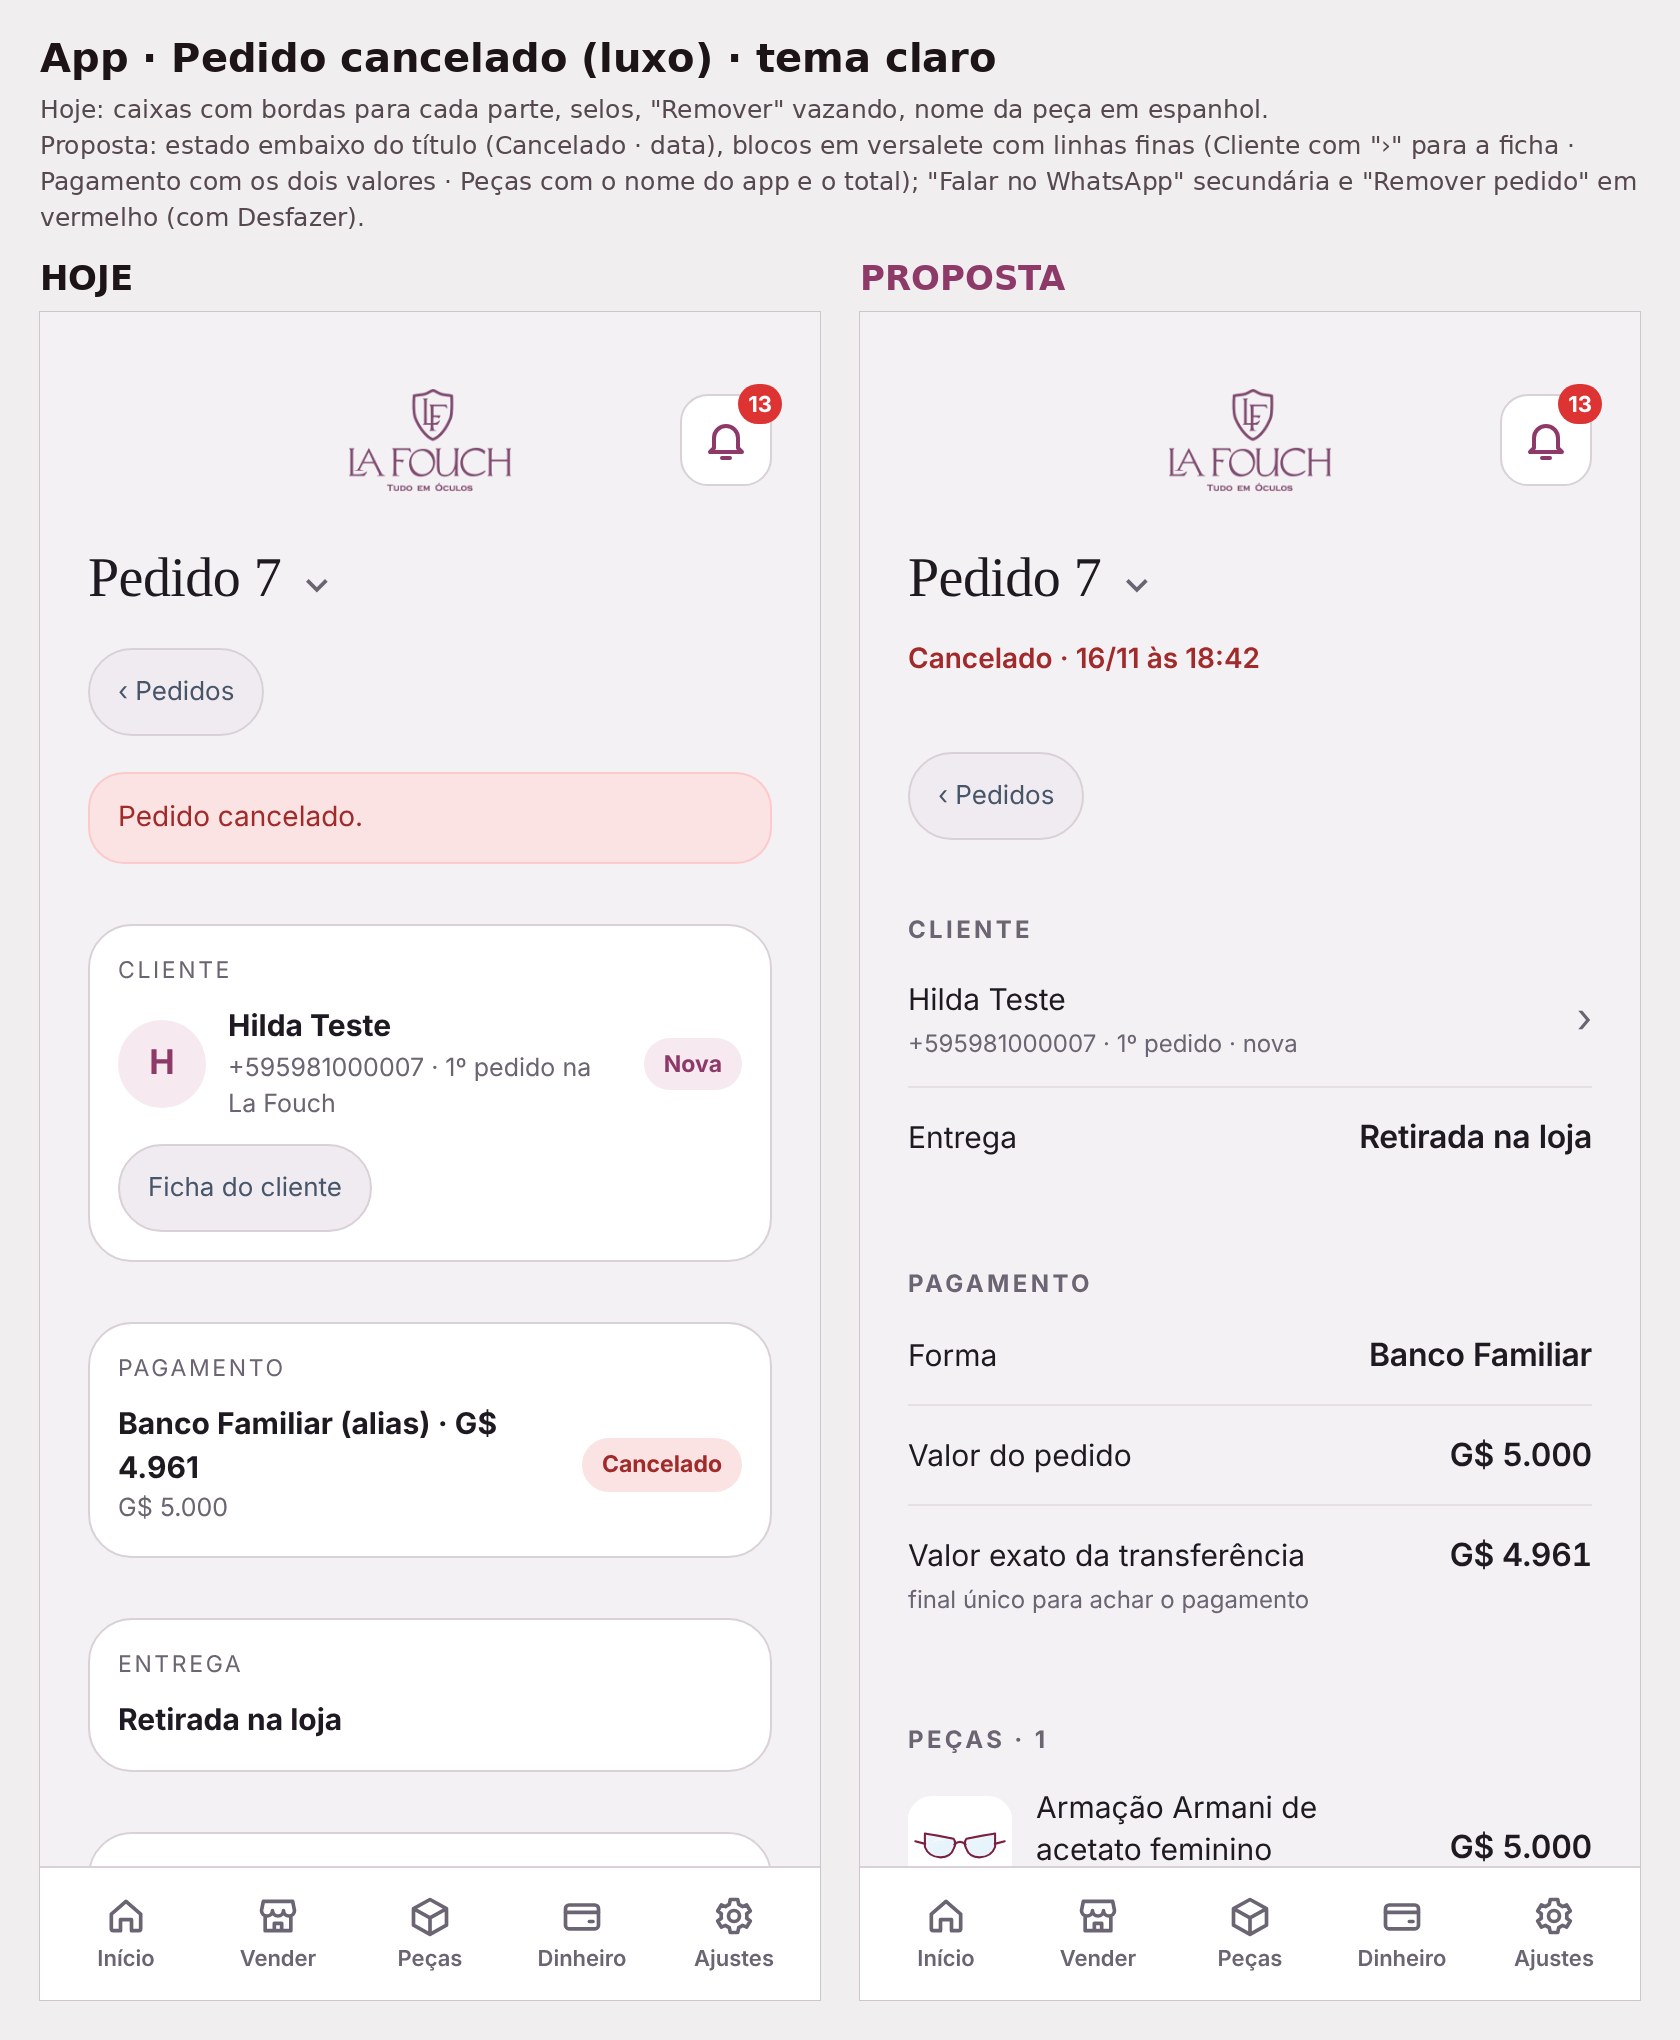 App · Pedido cancelado (luxo) · tema claro
Hoje: caixas com bordas para cada parte, selos, "Remover" vazando, nome da peça em espanhol.
Proposta: estado embaixo do título (Cancelado · data), blocos em versalete com linhas finas (Cliente com "›" para a ficha ·
Pagamento com os dois valores · Peças com o nome do app e o total); "Falar no WhatsApp" secundária e "Remover pedido" em
vermelho (com Desfazer).
HOJE
LF
LA FOUCH
TUDO EM ÓCULOS
13
Pedido 7
‹ Pedidos
Pedido cancelado.
CLIENTE
H
Hilda Teste
+595981000007 · 1º pedido na
La Fouch
Nova
Ficha do cliente
PAGAMENTO
Banco Familiar (alias) · G$
4.961
G$ 5.000
Cancelado
ENTREGA
Retirada na loja
Início
Vender
Peças
Dinheiro
Ajustes
PROPOSTA
LF
LA FOUCH
TUDO EM ÓCULOS
13
Pedido 7
Cancelado · 16/11 às 18:42
‹ Pedidos
CLIENTE
Hilda Teste
+595981000007 · 1º pedido · nova
›
Entrega
Retirada na loja
PAGAMENTO
Forma
Banco Familiar
Valor do pedido
G$ 5.000
Valor exato da transferência
G$ 4.961
final único para achar o pagamento
PEÇAS · 1
Armação Armani de
acetato feminino
G$ 5.000
Início
Vender
Peças
Dinheiro
Ajustes